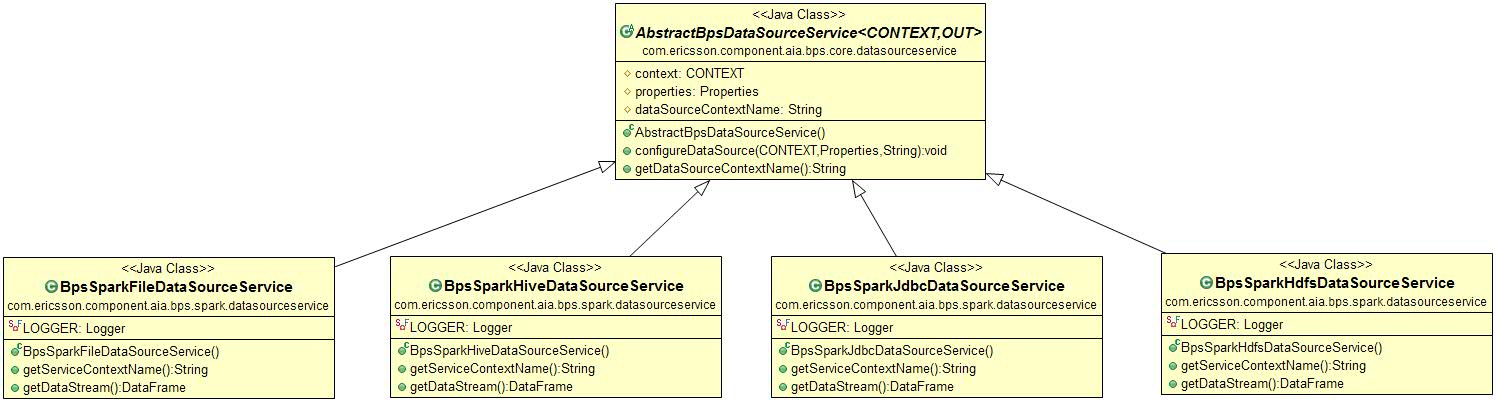 <<Java Class>>
AbstractBpsDataSourceService<CONTEXT,OUT>
com.ericsson.component.aia.bps.core.datasourceservice
context: CONTEXT
properties: Properties
dataSourceContextName: String
AbstractBpsDataSourceService()
configureDataSource(CONTEXT,Properties,String):void
getDataSourceContextName():String
<<Java Class>>
BpsSparkFileDataSourceService
com.ericsson.component.aia.bps.spark.datasourceservice
LOGGER: Logger
BpsSparkFileDataSourceService()
getServiceContextName():String
getDataStream():DataFrame
<<Java Class>>
BpsSparkHiveDataSourceService
com.ericsson.component.aia.bps.spark.datasourceservice
LOGGER: Logger
BpsSparkHiveDataSourceService()
getServiceContextName():String
getDataStream():DataFrame
<<Java Class>>
BpsSparkJdbcDataSourceService
com.ericsson.component.aia.bps.spark.datasourceservice
LOGGER: Logger
BpsSparkJdbcDataSourceService()
getServiceContextName():String
getDataStream():DataFrame
<<Java Class>>
BpsSparkHdfsDataSourceService
com.ericsson.component.aia.bps.spark.datasourceservice
LOGGER: Logger
BpsSparkHdfsDataSourceService()
getServiceContextName():String
getDataStream():DataFrame